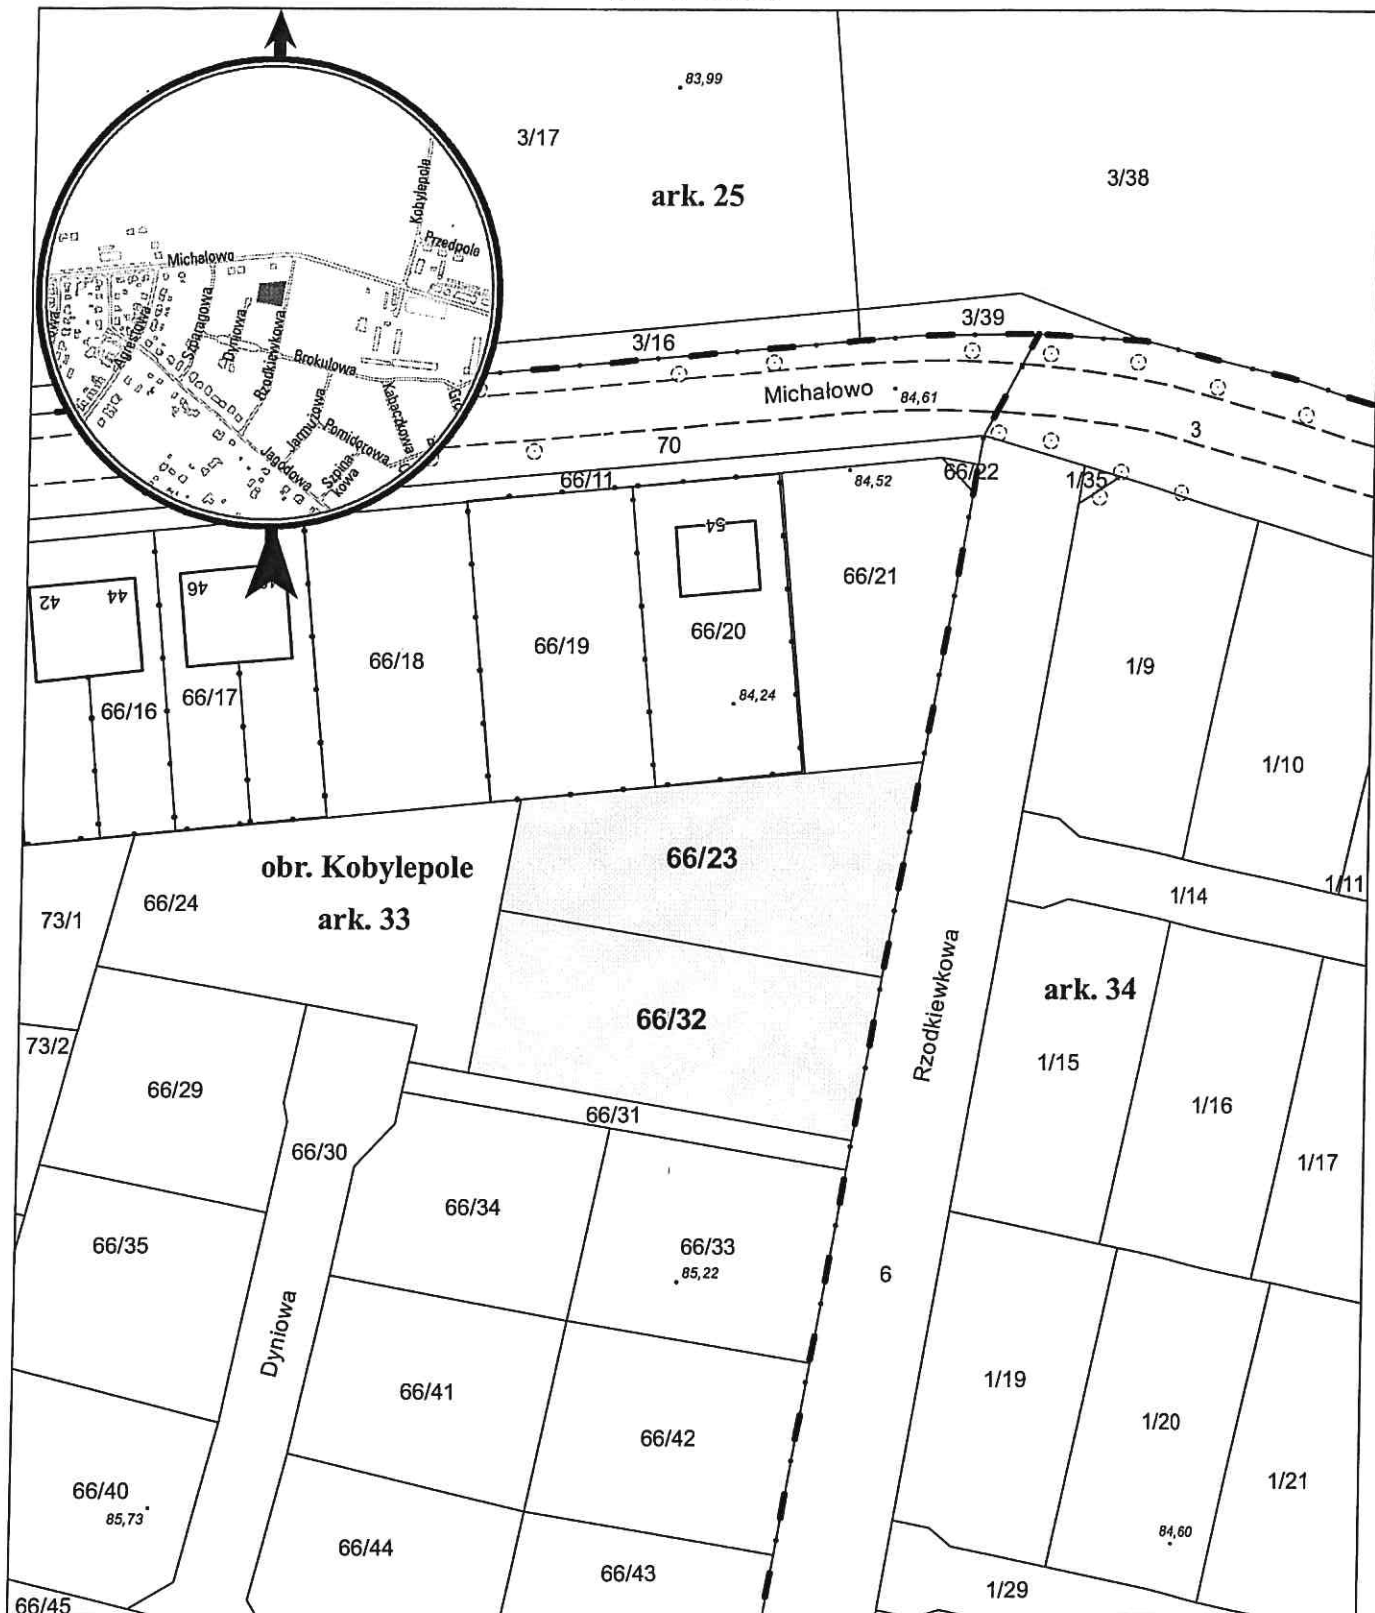 83,99
3/17
3/38
ark. 25
Kobylepole
Przedpole
Michałowo
Agrestowa
Szparagowa
Dyniowa
Rzodkiewkowa
Brokułowa
Kabaczkowa
Jarmużowa
Pomidorowa
Jagodowa
Szpina-
kowa
3/39
3/16
Michałowo
84,61
70
3
66/11
84,52
66/22
1/35
54
42
44
46
66/21
66/20
66/19
66/18
66/17
66/16
84,24
1/9
1/10
1/11
66/23
obr. Kobylepole
ark. 33
66/24
73/1
1/14
66/32
Rzodkiewkowa
ark. 34
73/2
66/29
1/15
1/16
66/31
66/30
1/17
66/34
66/33
85,22
66/35
6
Dyniowa
66/41
66/42
1/19
1/20
1/21
66/40
85,73
84,60
66/44
66/43
1/29
66/45